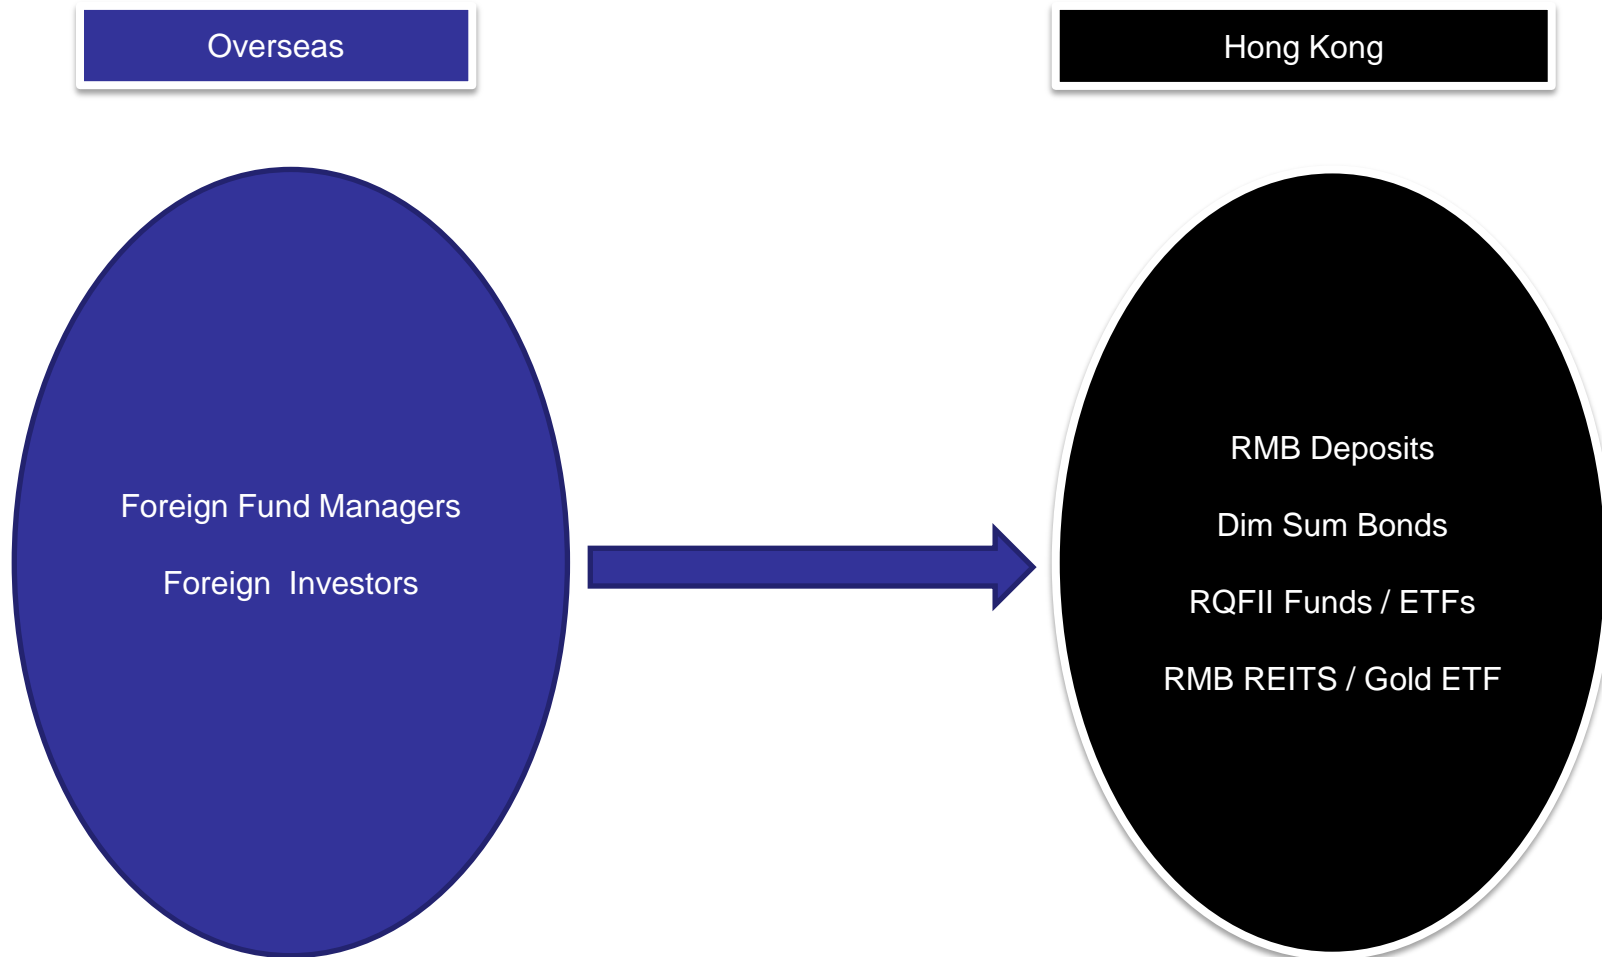 Overseas
Hong Kong
Foreign Fund Managers
Foreign Investors
RMB Deposits
Dim Sum Bonds
RQFII Funds / ETFs
RMB REITS / Gold ETF